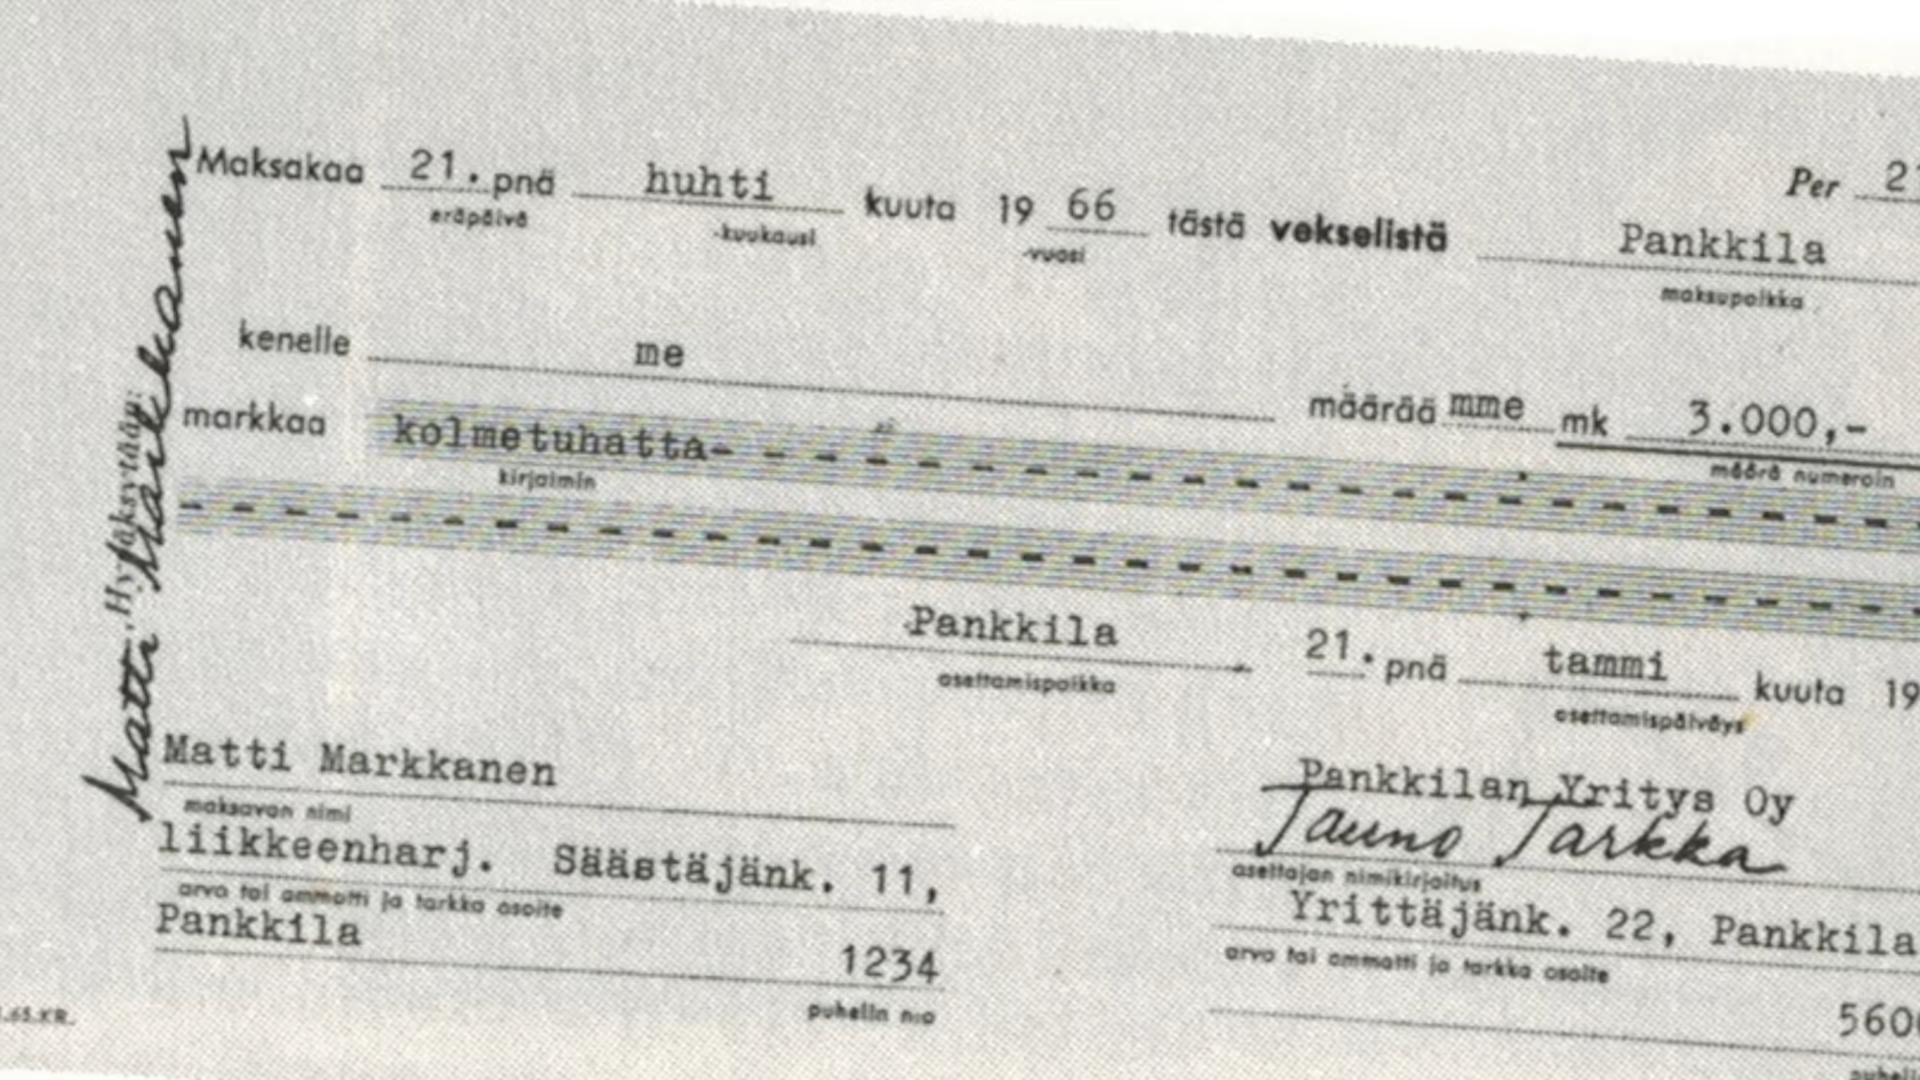 Per 2
Maksakaa 21. pnä huhti kuuta 19 66 tästä vekselistä Pankkila
eräpäivä -kuukausi -vuosi maksupaikka
kenelle me määrää mme mk 3.000,-
määrä numeroin
markkaa kolmetuhatta- - - - - - - - - - - - - - - - - - - - - - -
kirjaimin
- - - - - - - - - - - - - - - - - - - - - - - - - - - - - - - - - -
Pankkila 21. pnä tammi kuuta 19
asettamispaikka asettamispäiväys
Hyväksytään:
Matti Markkanen
Matti Markkanen
maksavan nimi
liikkeenharj. Säästäjänk. 11,
arvo tai ammatti ja tarkka osoite
Pankkila 1234
puhelin n:o
Pankkilan Yritys Oy
Tauno Tarkka
asettajan nimikirjoitus
Yrittäjänk. 22, Pankkila
arvo tai ammatti ja tarkka osoite
560
puheli
.65.KR.